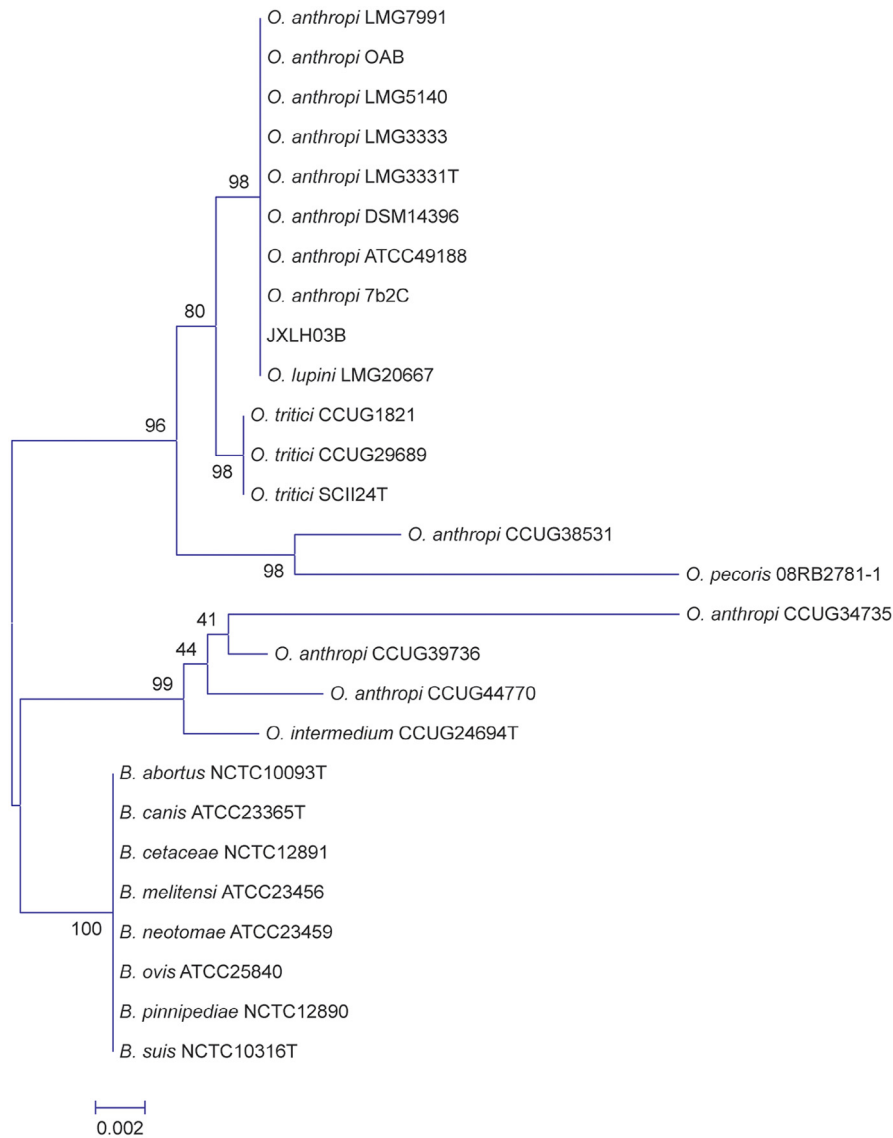 O. anthropi LMG7991
O. anthropi OAB
O. anthropi LMG5140
O. anthropi LMG3333
98
O. anthropi LMG3331T
O. anthropi DSM14396
O. anthropi ATCC49188
O. anthropi 7b2C
80
JXLH03B
O. lupini LMG20667
O. tritici CCUG1821
96
O. tritici CCUG29689
98
O. tritici SCII24T
O. anthropi CCUG38531
98
O. pecoris 08RB2781-1
O. anthropi CCUG34735
41
O. anthropi CCUG39736
44
O. anthropi CCUG44770
99
O. intermedium CCUG24694T
B. abortus NCTC10093T
B. canis ATCC23365T
B. cetaceae NCTC12891
B. melitensi ATCC23456
B. neotomae ATCC23459
100
B. ovis ATCC25840
B. pinnipediae NCTC12890
B. suis NCTC10316T
0.002